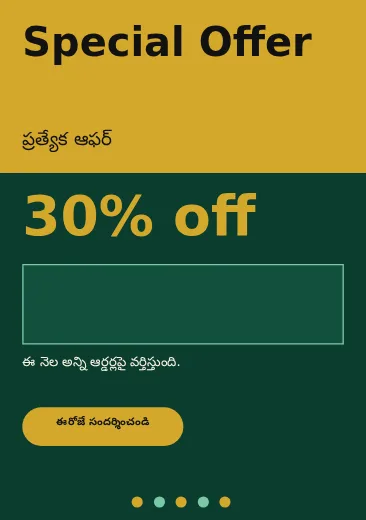 Special Offer
ప్రత్యేక ఆఫర్
30% off
ఈ నెల అన్ని ఆర్డర్లపై వర్తిస్తుంది.
ఈరోజే సందర్శించండి